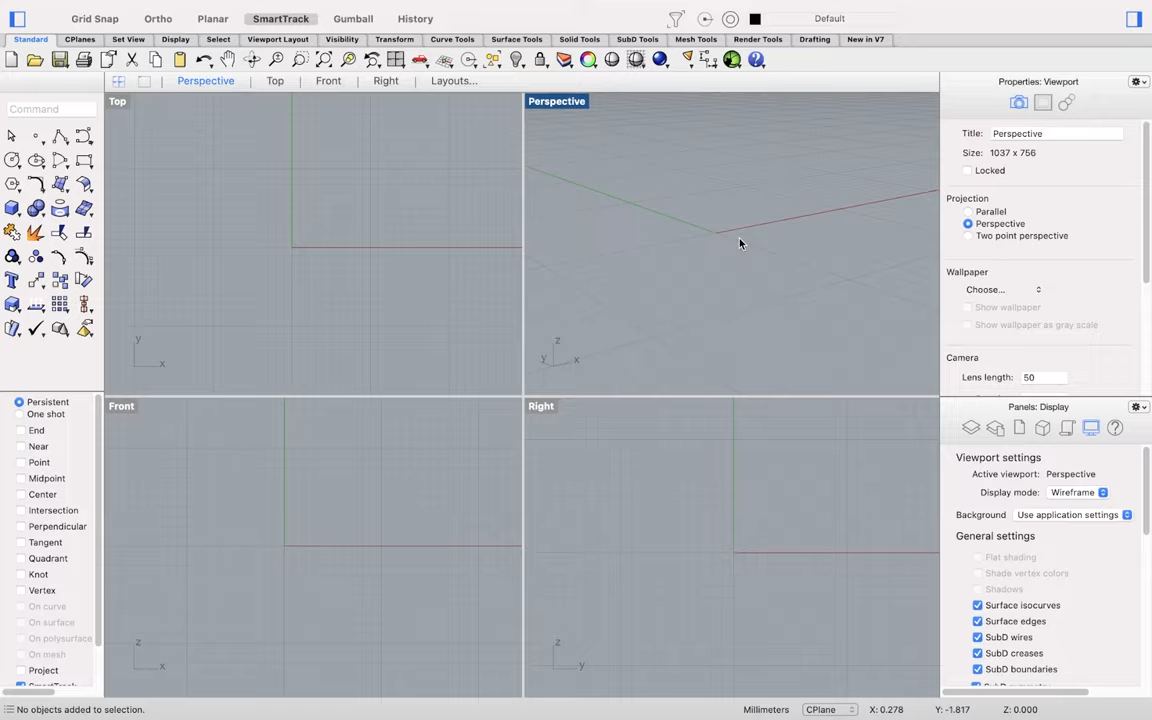 Grid Snap Ortho Planar SmartTrack Gumball History Default
Standard CPlanes Set View Display Select Viewport Layout Visibility Transform Curve Tools Surface Tools Solid Tools SubD Tools Mesh Tools Render Tools Drafting New in V7
Perspective Top Front Right Layouts...
Properties: Viewport
Command
Top
Perspective
Title: Perspective
Size: 1037 x 756
Locked
Projection
Parallel
Perspective
Two point perspective
Wallpaper
Choose...
Show wallpaper
Show wallpaper as gray scale
Camera
Lens length: 50
y
x
z
y
x
Persistent
One shot
End
Near
Point
Midpoint
Center
Intersection
Perpendicular
Tangent
Quadrant
Knot
Vertex
On curve
On surface
On polysurface
On mesh
Project
SmartTrack
Front
Right
z
x
z
y
Panels: Display
Viewport settings
Active viewport: Perspective
Display mode: Wireframe
Background Use application settings
General settings
Flat shading
Shade vertex colors
Shadows
Surface isocurves
Surface edges
SubD wires
SubD creases
SubD boundaries
SubD symmetry
No objects added to selection.
Millimeters CPlane X: 0.278 Y: -1.817 Z: 0.000